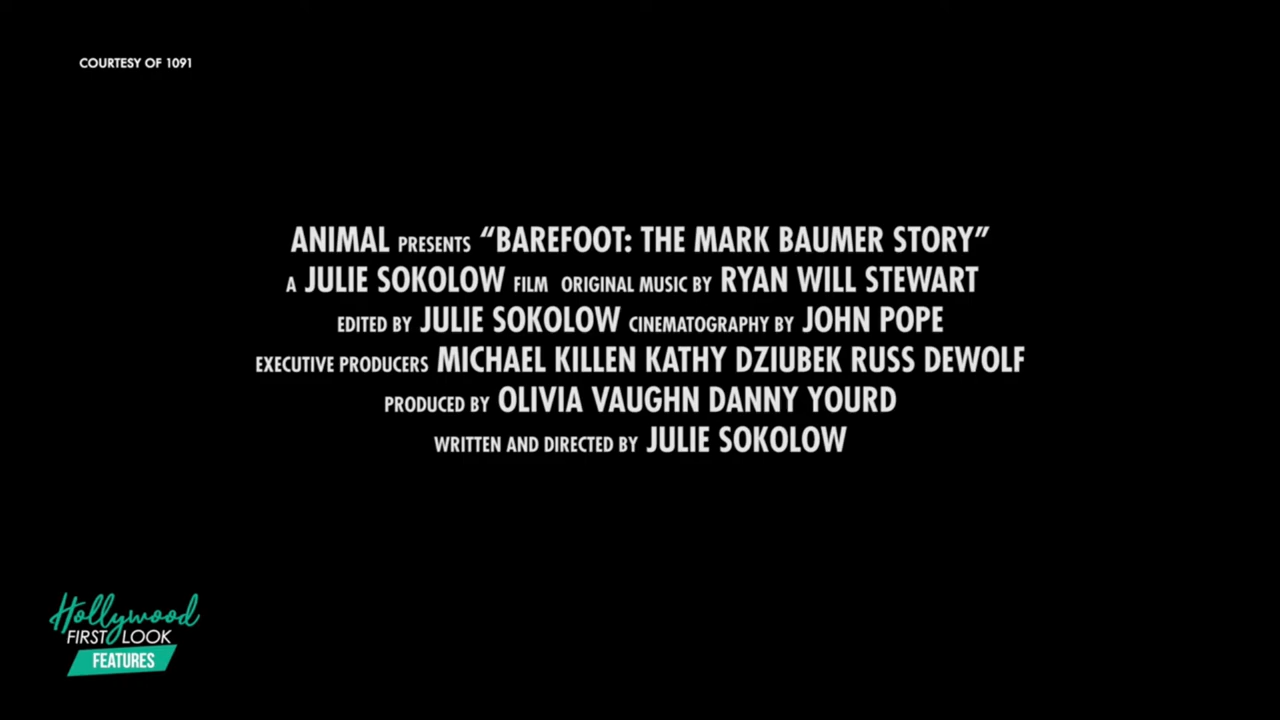 COURTESY OF 1091
ANIMAL PRESENTS “BAREFOOT: THE MARK BAUMER STORY”
A JULIE SOKOLOW FILM ORIGINAL MUSIC BY RYAN WILL STEWART
EDITED BY JULIE SOKOLOW CINEMATOGRAPHY BY JOHN POPE
EXECUTIVE PRODUCERS MICHAEL KILLEN KATHY DZIUBEK RUSS DEWOLF
PRODUCED BY OLIVIA VAUGHN DANNY YOURD
WRITTEN AND DIRECTED BY JULIE SOKOLOW
Hollywood
FIRST LOOK
FEATURES